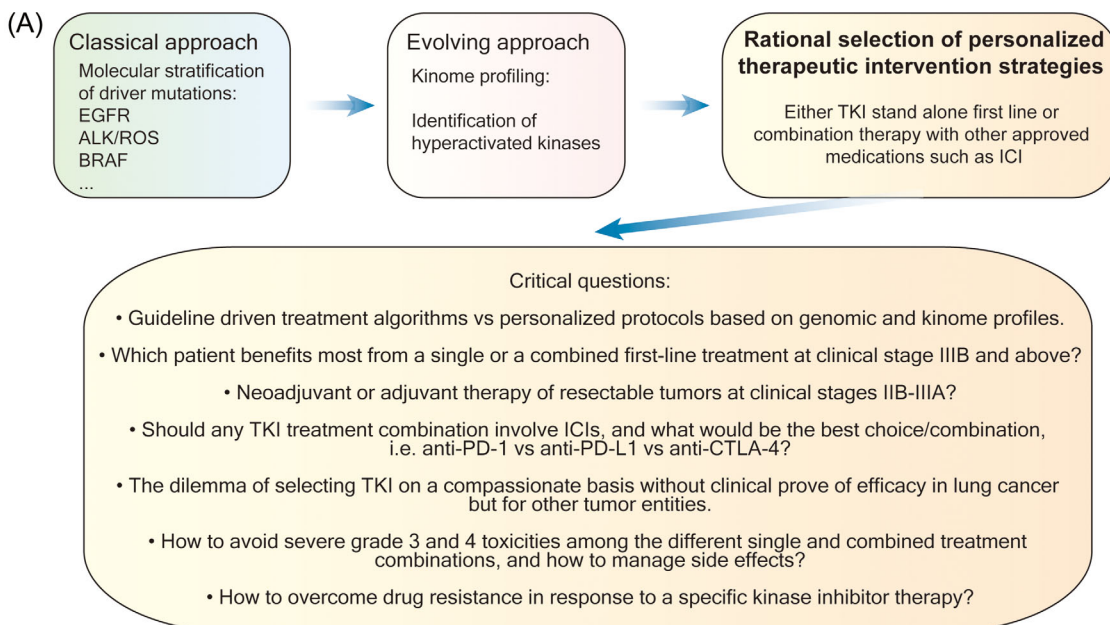 (A)
Classical approach
Molecular stratification
of driver mutations:
EGFR
ALK/ROS
BRAF
...
Evolving approach
Kinome profiling:
Identification of
hyperactivated kinases
Rational selection of personalized
therapeutic intervention strategies
Either TKI stand alone first line or
combination therapy with other approved
medications such as ICI
Critical questions:
• Guideline driven treatment algorithms vs personalized protocols based on genomic and kinome profiles.
• Which patient benefits most from a single or a combined first-line treatment at clinical stage IIIB and above?
• Neoadjuvant or adjuvant therapy of resectable tumors at clinical stages IIB-IIIA?
• Should any TKI treatment combination involve ICIs, and what would be the best choice/combination,
i.e. anti-PD-1 vs anti-PD-L1 vs anti-CTLA-4?
• The dilemma of selecting TKI on a compassionate basis without clinical prove of efficacy in lung cancer
but for other tumor entities.
• How to avoid severe grade 3 and 4 toxicities among the different single and combined treatment
combinations, and how to manage side effects?
• How to overcome drug resistance in response to a specific kinase inhibitor therapy?